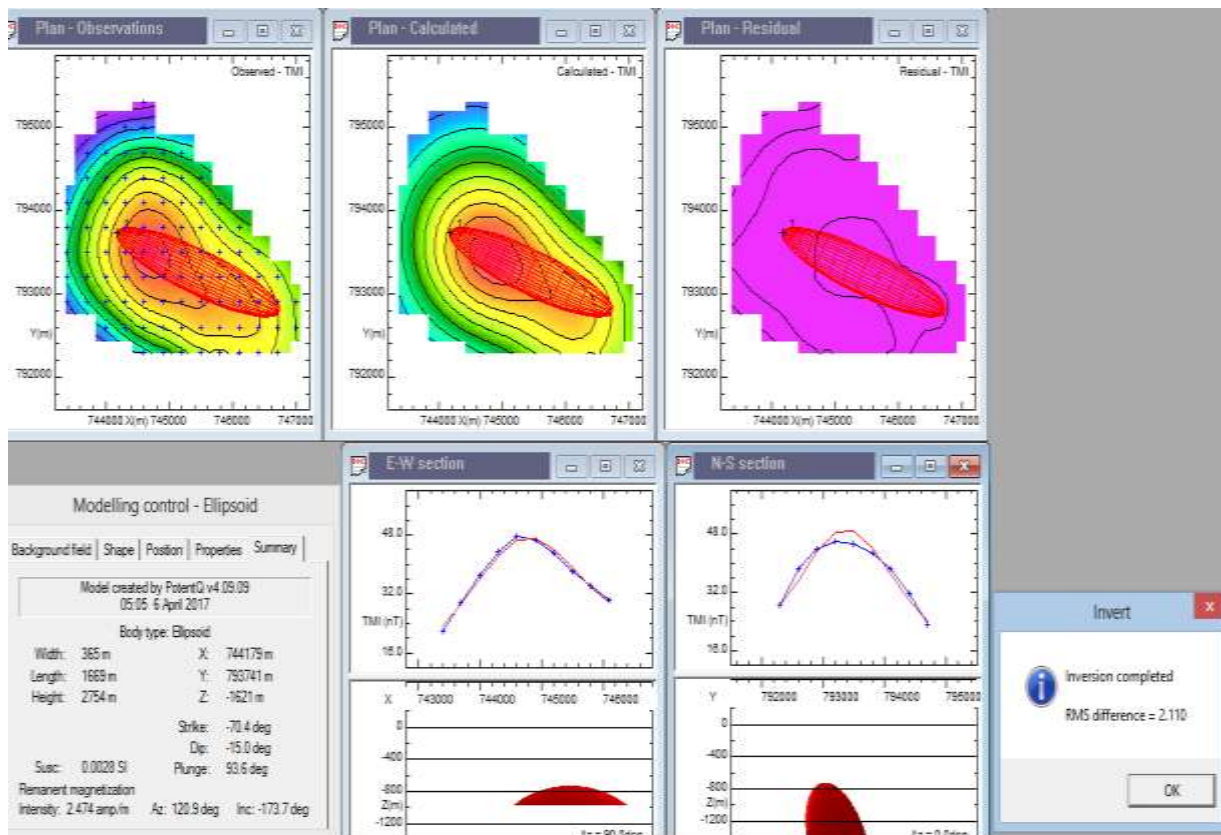 Plan - Observations
Plan - Calculated
Plan - Residual
Observed - TMI
Calculated - TMI
Residual - TMI
795000
794000
793000
Y(m)
792000
744000 X(m) 745000 746000 747000
795000
794000
793000
Y(m)
792000
744000 X(m) 745000 746000 747000
795000
794000
793000
Y(m)
792000
744000 X(m) 745000 746000 747000
Modelling control - Ellipsoid
Background field Shape Position Properties Summary
Model created by PotentQ v4.09.09
05:05 6 April 2017
Body type: Ellipsoid
Width: 365 m X: 744179 m
Length: 1669 m Y: 793741 m
Height: 2754 m Z: -1621 m
Strike: -70.4 deg
Dip: -15.0 deg
Susc: 0.0028 SI Plunge: 93.6 deg
Remanent magnetization
Intensity: 2.474 amp/m Az: 120.9 deg Inc: -173.7 deg
E-W section
48.0
32.0
TMI (nT)
16.0
X 743000 744000 745000 746000
0
-400
-800
Z(m)
-1200
N-S section
48.0
32.0
TMI (nT)
16.0
Y 792000 793000 794000 795000
0
-400
-800
Z(m)
-1200
Invert
x
Inversion completed
RMS difference = 2.110
OK